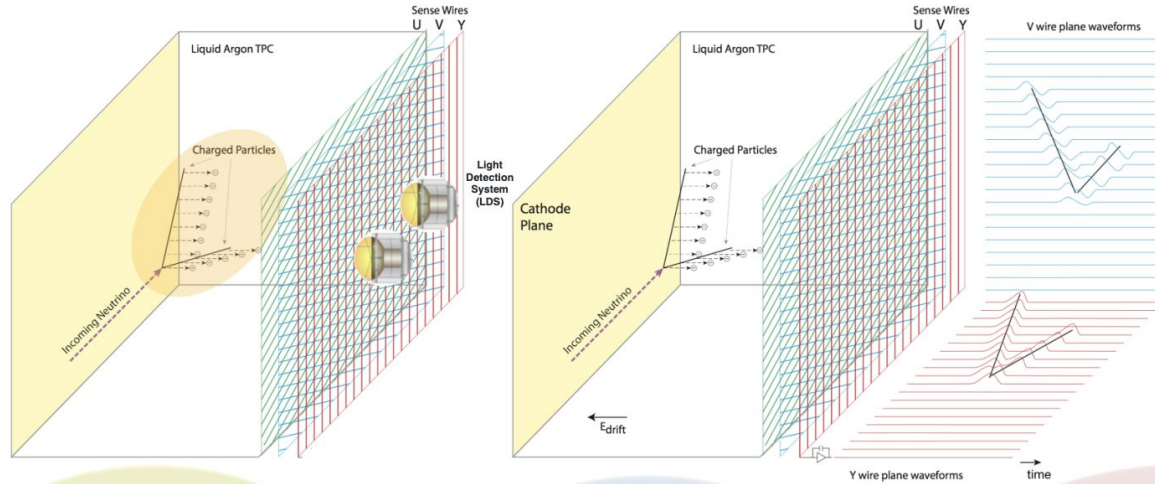 Sense Wires
U V Y
Liquid Argon TPC
Charged Particles
Incoming Neutrino
Light
Detection
System
(LDS)
Sense Wires
U V Y
Liquid Argon TPC
Charged Particles
Cathode
Plane
Incoming Neutrino
Edrift
V wire plane waveforms
Y wire plane waveforms
time